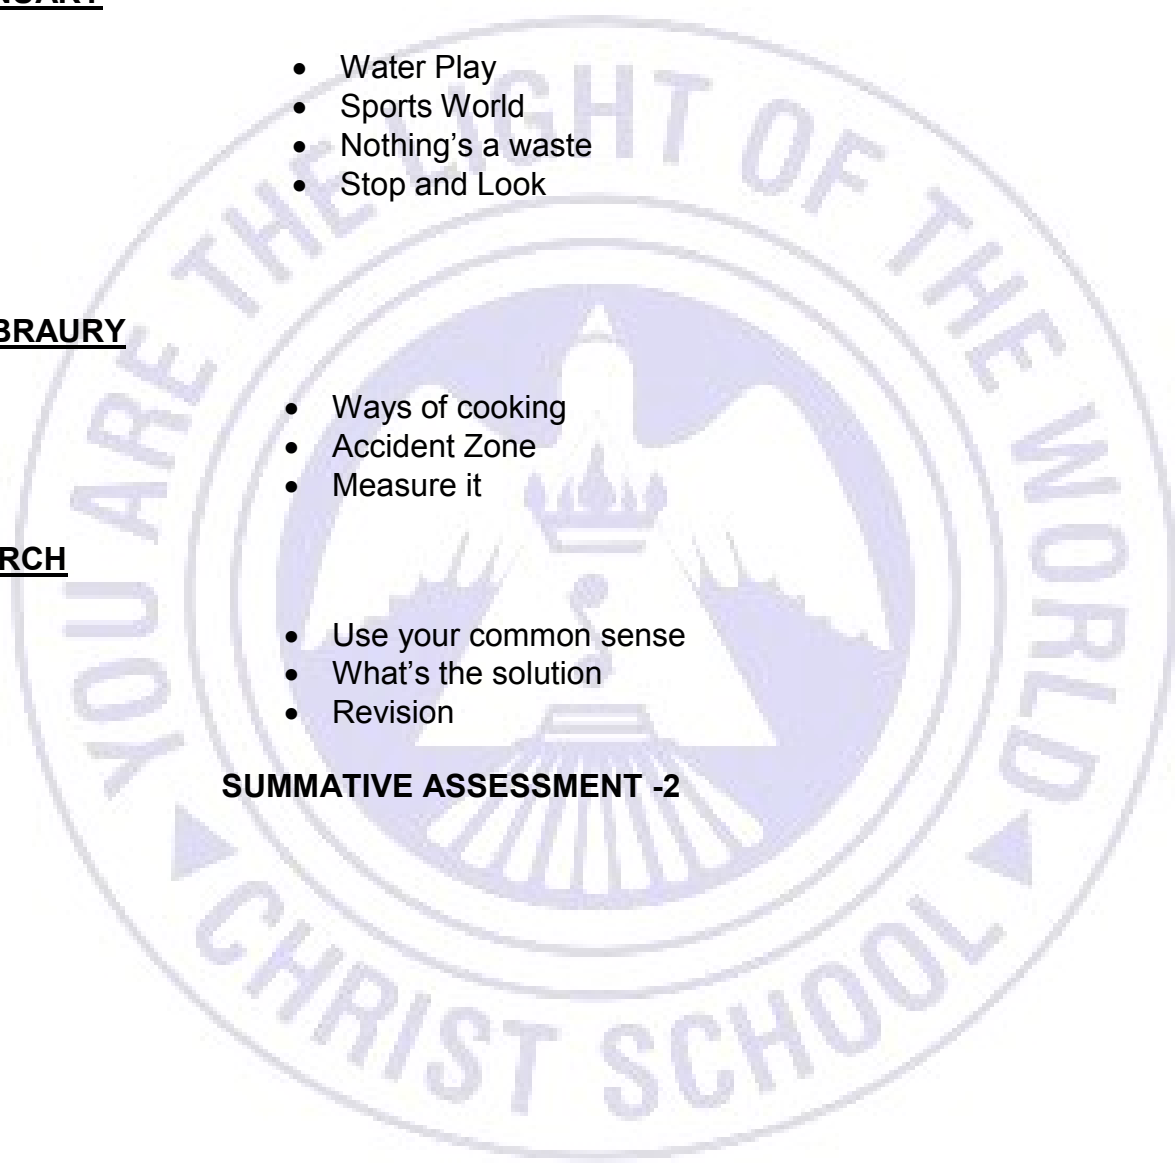 NUARY
• Water Play
• Sports World
• Nothing's a waste
• Stop and Look
BRAURY
• Ways of cooking
• Accident Zone
• Measure it
RCH
• Use your common sense
• What's the solution
• Revision
SUMMATIVE ASSESSMENT -2
YOU ARE THE LIGHT OF THE WORLD
CHRIST SCHOOL